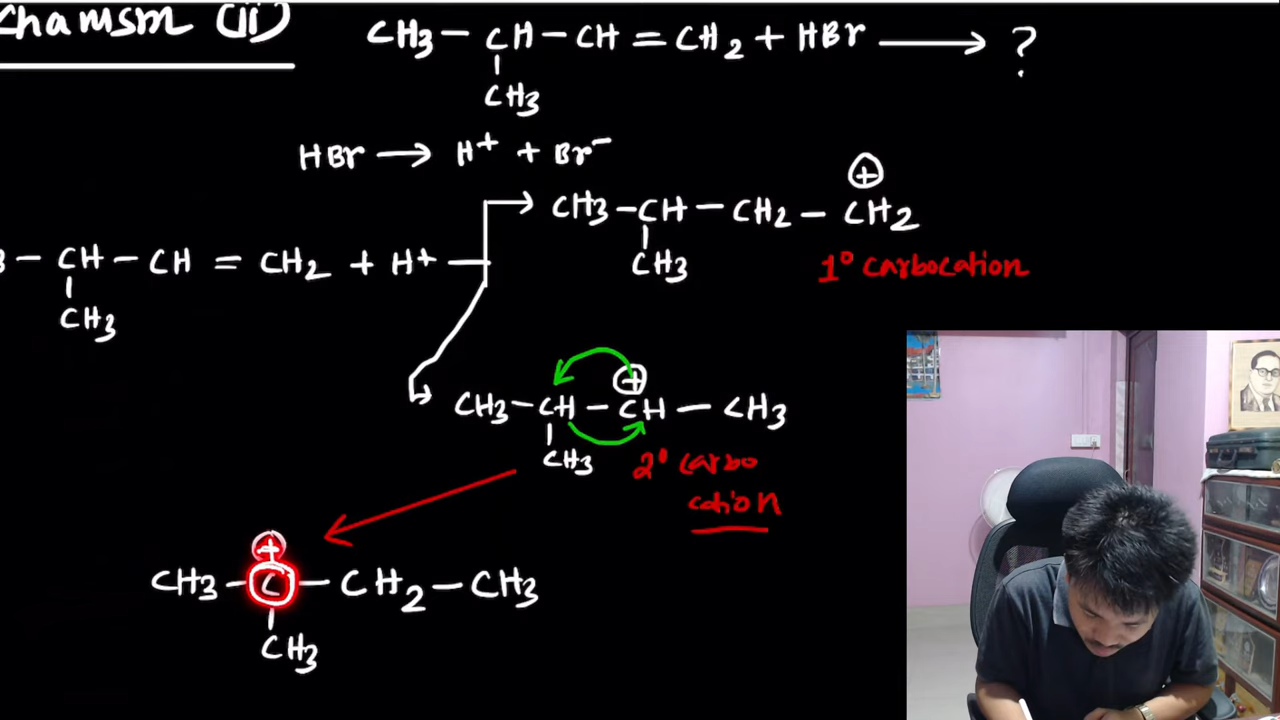 chamsm (ii)
CH3 — CH — CH = CH2 + HBr ⟶ ?
|
CH3
HBr ⟶ H+ + Br−
⊕
CH3 — CH — CH2 — CH2
|
CH3
1° carbocation
3 — CH — CH = CH2 + H+
|
CH3
⊕
CH3 — CH — CH — CH3
|
CH3
2° carbo
cation
⊕
CH3 — C — CH2 — CH3
|
CH3